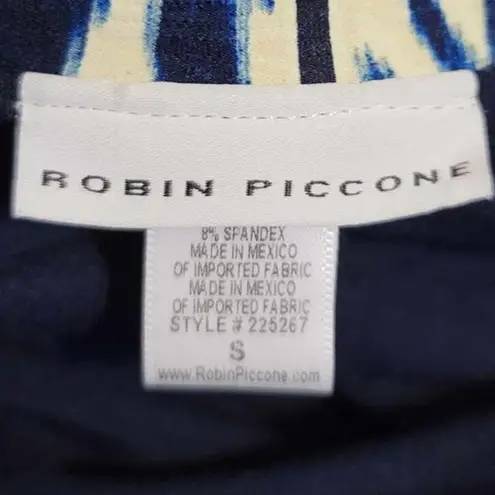 ROBIN PICCONE
8% SPANDEX
MADE IN MEXICO
OF IMPORTED FABRIC
MADE IN MEXICO
OF IMPORTED FABRIC
STYLE # 225267
S
www.RobinPiccone.com